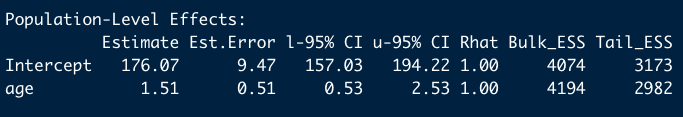 Population-Level Effects:
Estimate Est.Error l-95% CI u-95% CI Rhat Bulk_ESS Tail_ESS
Intercept 176.07 9.47 157.03 194.22 1.00 4074 3173
age 1.51 0.51 0.53 2.53 1.00 4194 2982